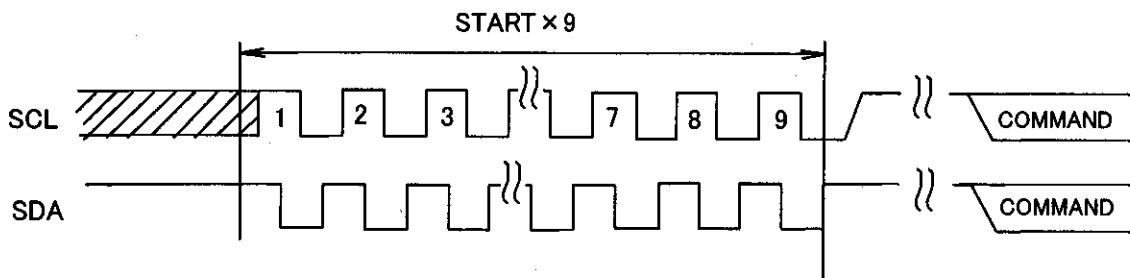 START×9
SCL 1 2 3 7 8 9 COMMAND
SDA COMMAND